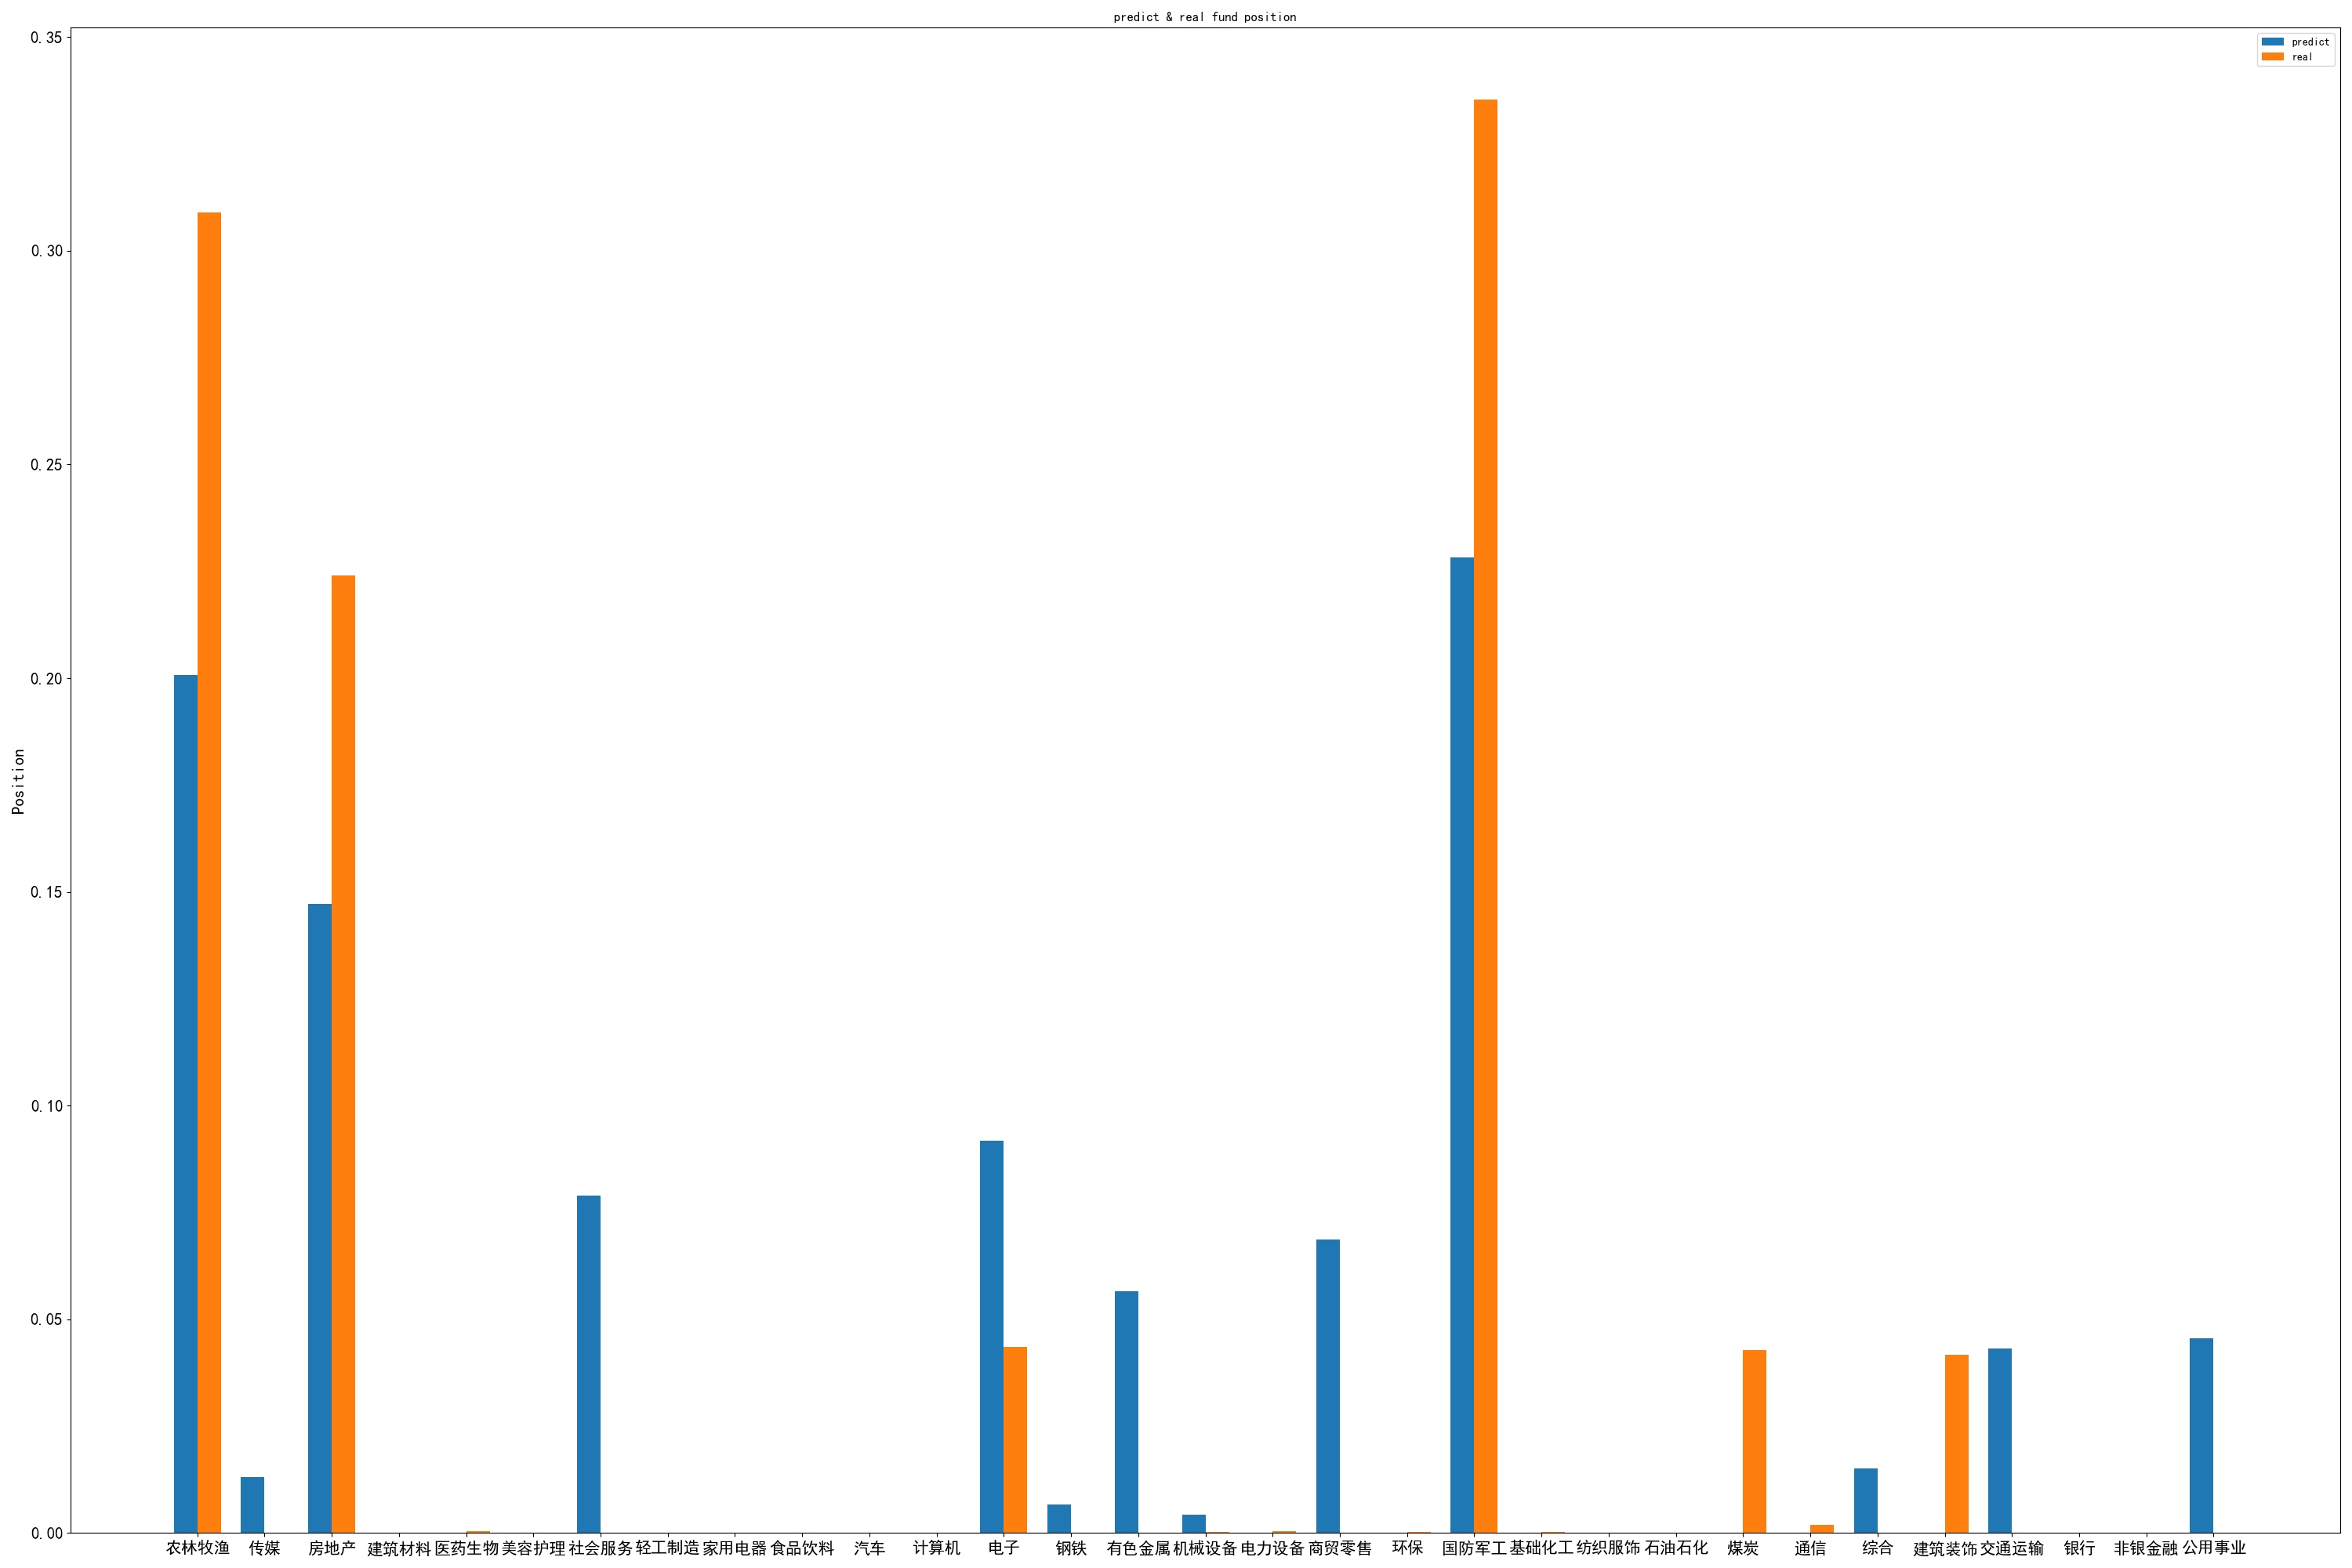 predict & real fund position
predict
real
Position
0.35
0.30
0.25
0.20
0.15
0.10
0.05
0.00
农林牧渔 传媒 房地产 建筑材料 医药生物 美容护理 社会服务 轻工制造 家用电器 食品饮料 汽车 计算机 电子 钢铁 有色金属 机械设备 电力设备 商贸零售 环保 国防军工 基础化工 纺织服饰 石油石化 煤炭 通信 综合 建筑装饰 交通运输 银行 非银金融 公用事业